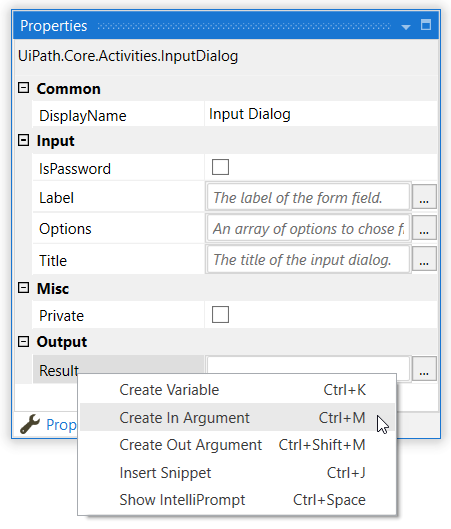 Properties
UiPath.Core.Activities.InputDialog
Common
DisplayName Input Dialog
Input
IsPassword
Label The label of the form field. ...
Options An array of options to chose f ...
Title The title of the input dialog. ...
Misc
Private
Output
Result ...
Create Variable Ctrl+K
Prop Create In Argument Ctrl+M
Create Out Argument Ctrl+Shift+M
Insert Snippet Ctrl+J
Show IntelliPrompt Ctrl+Space